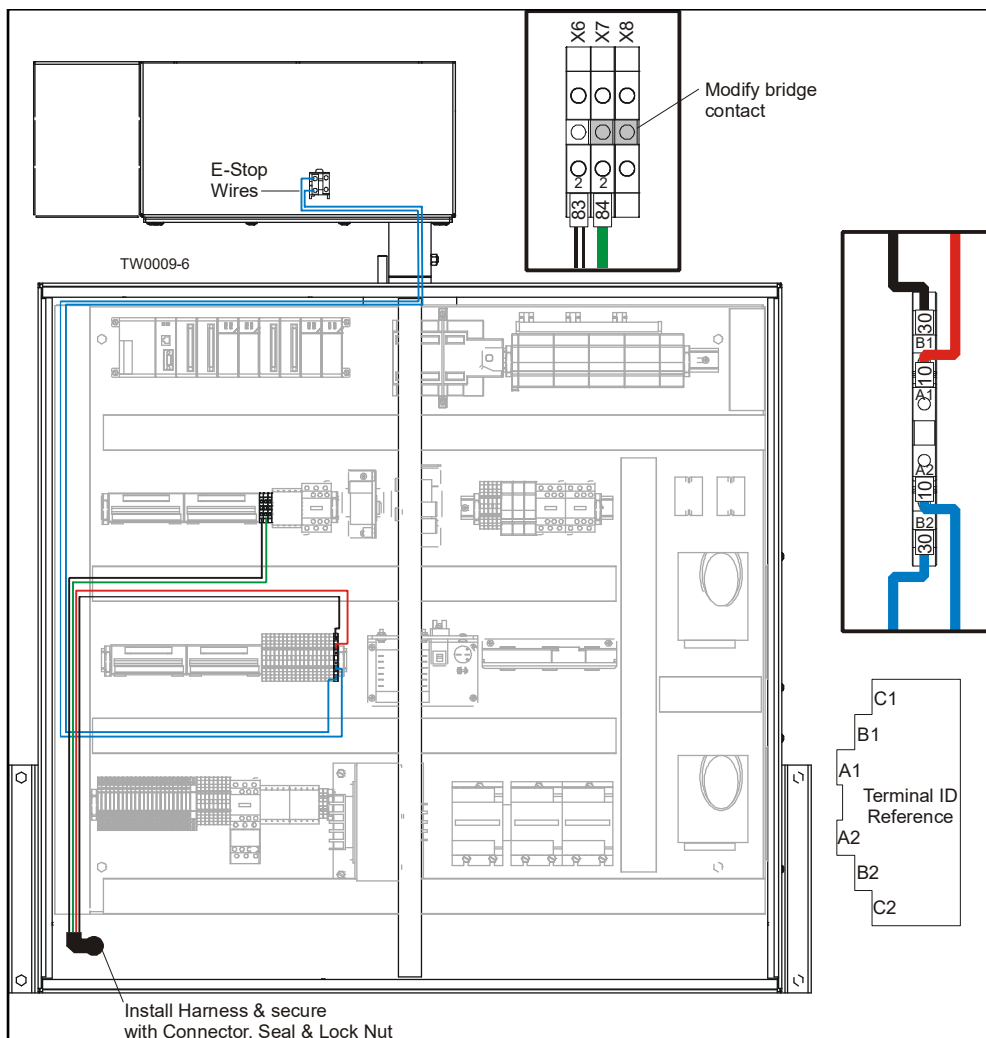 X6 X7 X8
Modify bridge
contact
2 2
83 84
E-Stop
Wires
TW0009-6
30
B1
10
A1
A2
10
B2
30
C1
B1
A1
Terminal ID
Reference
A2
B2
C2
Install Harness & secure
with Connector, Seal & Lock Nut